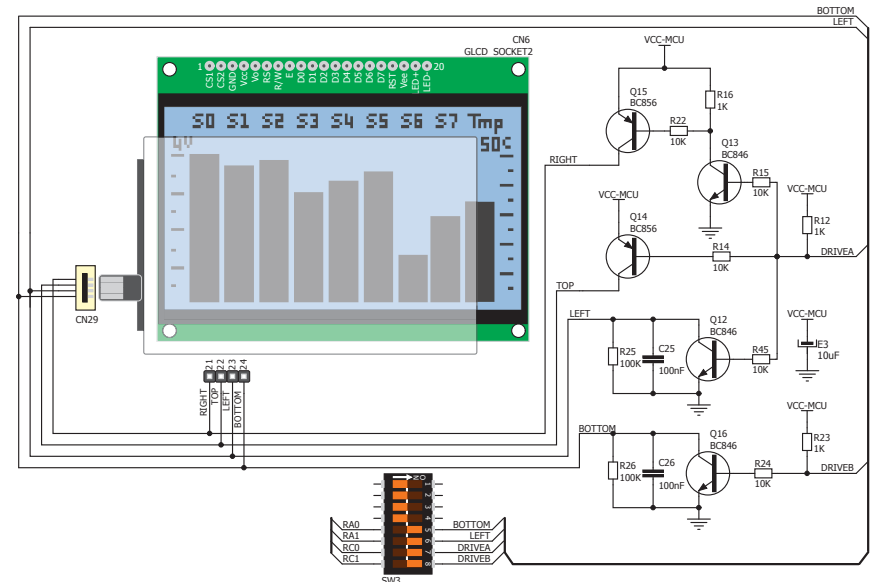 BOTTOM
LEFT
CN6
GLCD SOCKET2
1 20
CS1 CS2 GND Vcc Vo RS R/W E D0 D1 D2 D3 D4 D5 D6 D7 RST Vee LED+ LED-
S0 S1 S2 S3 S4 S5 S6 S7 Tmp
4V 50C
VCC-MCU
Q15
BC856
R16
1K
R22
10K
Q13
BC846
RIGHT
R15
10K
VCC-MCU
VCC-MCU
Q14
BC856
R12
1K
R14
10K
DRIVEA
TOP
CN29
LEFT
Q12
BC846
VCC-MCU
R25
100K
C25
100nF
R45
10K
E3
10uF
21 22 23 24
RIGHT TOP LEFT BOTTOM
VCC-MCU
BOTTOM
Q16
BC846
R23
1K
R26
100K
C26
100nF
R24
10K
DRIVEB
ON
1
2
3
4
RA0 5 BOTTOM
RA1 6 LEFT
RC0 7 DRIVEA
RC1 8 DRIVEB
SW3